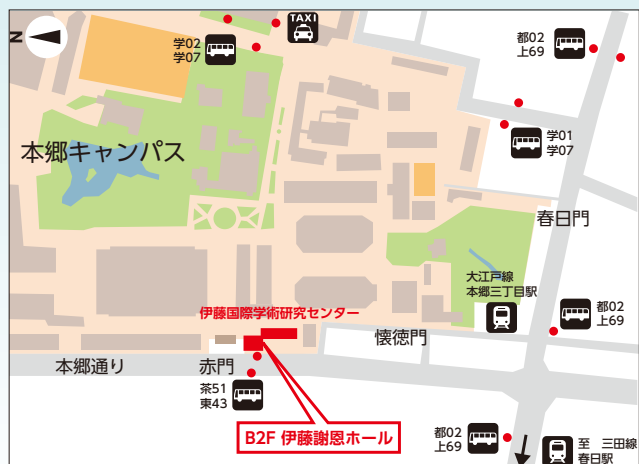 N
TAXI
学02
学07
都02
上69
本郷キャンパス
学01
学07
春日門
大江戸線
本郷三丁目駅
伊藤国際学術研究センター
都02
上69
懐徳門
本郷通り
赤門
茶51
東43
B2F 伊藤謝恩ホール
都02
上69
至 三田線
春日駅